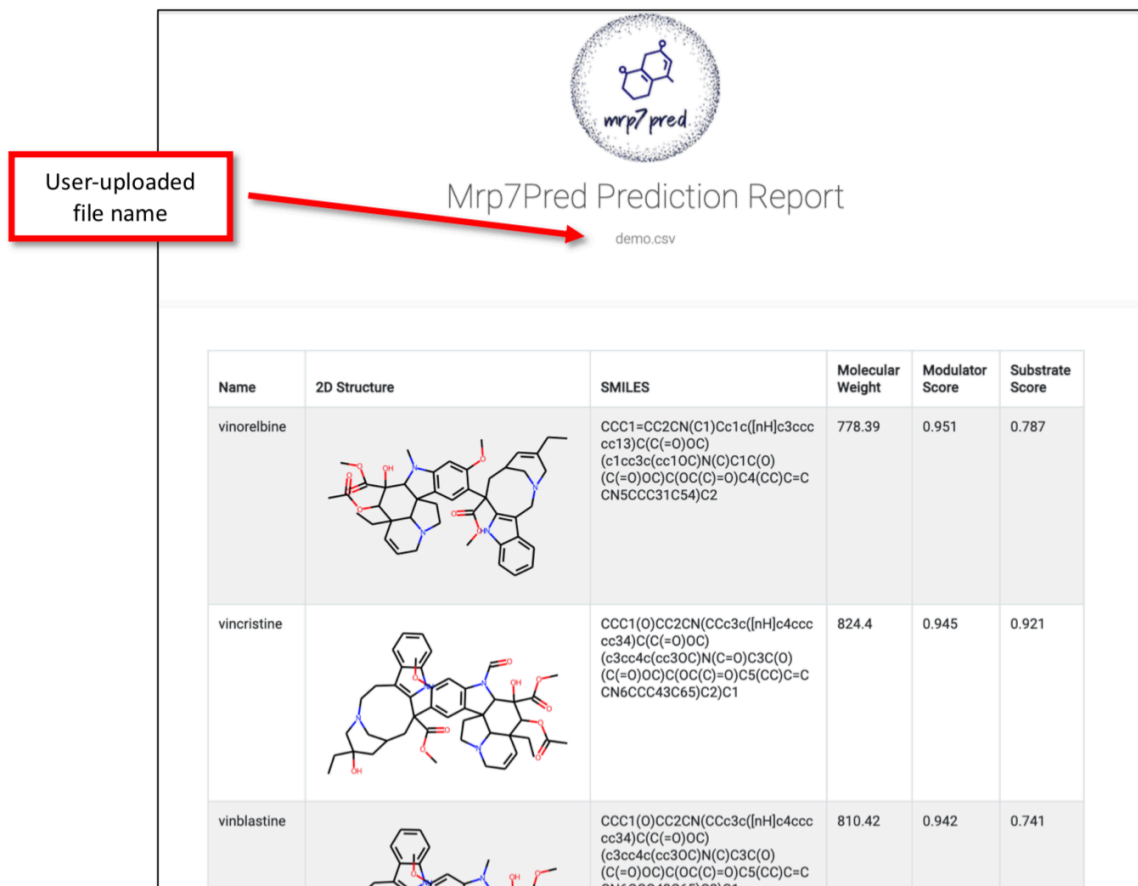 mrp7 pred
User-uploaded
file name
Mrp7Pred Prediction Report
demo.csv
Name
2D Structure
SMILES
Molecular
Weight
Modulator
Score
Substrate
Score
vinorelbine
CCC1=CC2CN(C1)Cc1c([nH]c3ccc
cc13)C(C(=O)OC)
(c1cc3c(cc1OC)N(C)C1C(O)
(C(=O)OC)C(OC(C)=O)C4(CC)C=C
CN5CCC31C54)C2
778.39
0.951
0.787
vincristine
CCC1(O)CC2CN(CCc3c([nH]c4ccc
cc34)C(C(=O)OC)
(c3cc4c(cc3OC)N(C=O)C3C(O)
(C(=O)OC)C(OC(C)=O)C5(CC)C=C
CN6CCC43C65)C2)C1
824.4
0.945
0.921
vinblastine
CCC1(O)CC2CN(CCc3c([nH]c4ccc
cc34)C(C(=O)OC)
(c3cc4c(cc3OC)N(C)C3C(O)
(C(=O)OC)C(OC(C)=O)C5(CC)C=C
810.42
0.942
0.741